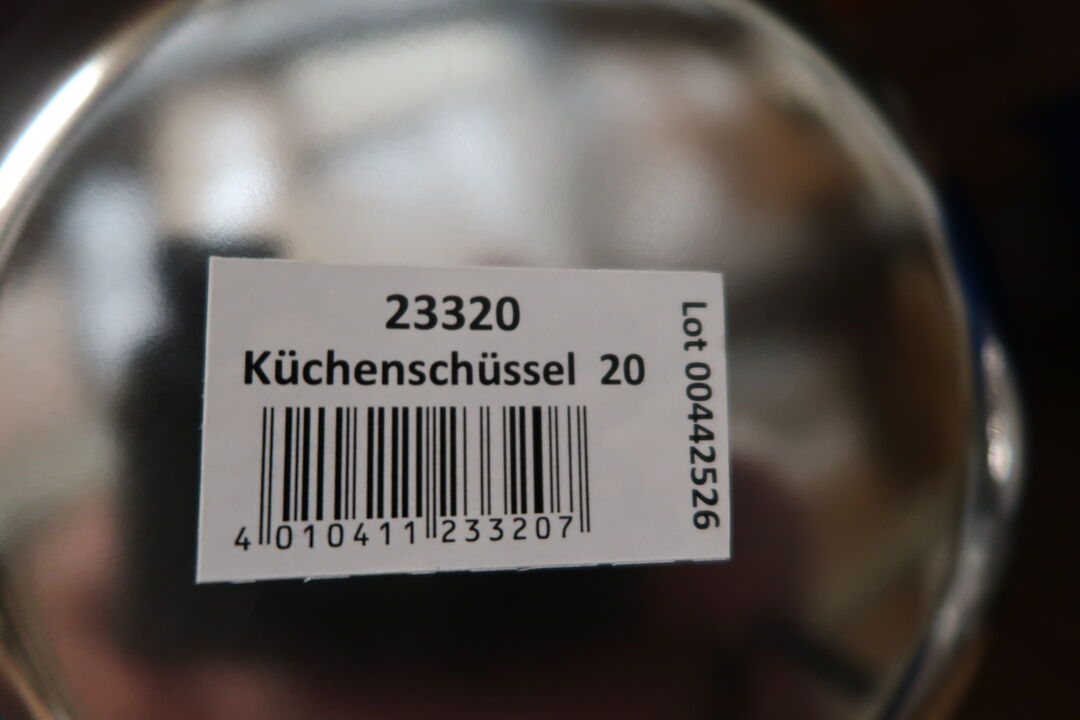 23320
Küchenschüssel 20
4 010411 233207
Lot 00442526